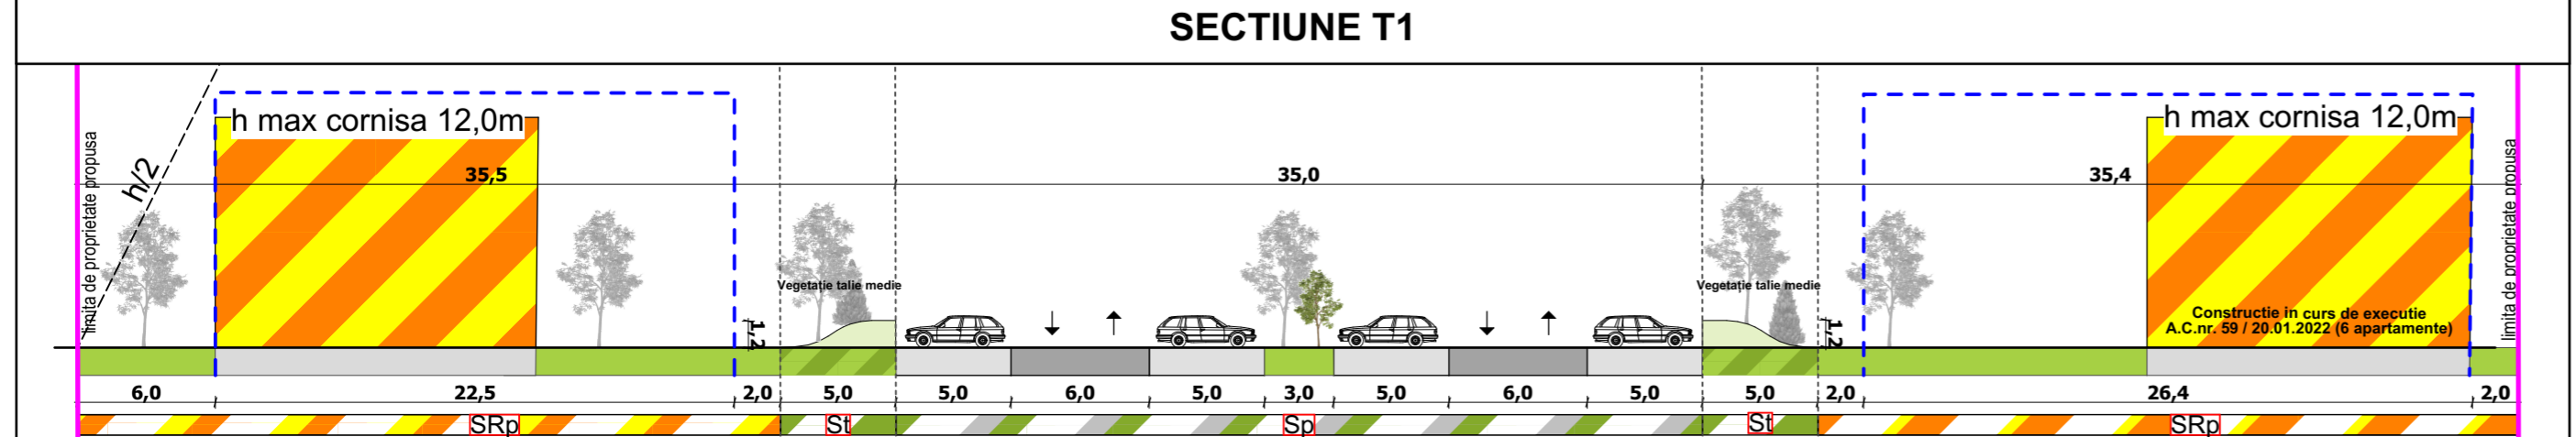 SECTIUNE T1
h max cornisa 12,0m
h max cornisa 12,0m
limita de proprietate propusa
h/2
35,5
35,0
35,4
limita de proprietate propusa
Vegetație talie medie
Vegetație talie medie
1,2
1,2
Constructie in curs de executie
A.C.nr. 59 / 20.01.2022 (6 apartamente)
6,0 22,5 2,0 5,0 5,0 6,0 5,0 3,0 5,0 6,0 5,0 5,0 2,0 26,4 2,0
SRp St Sp St SRp